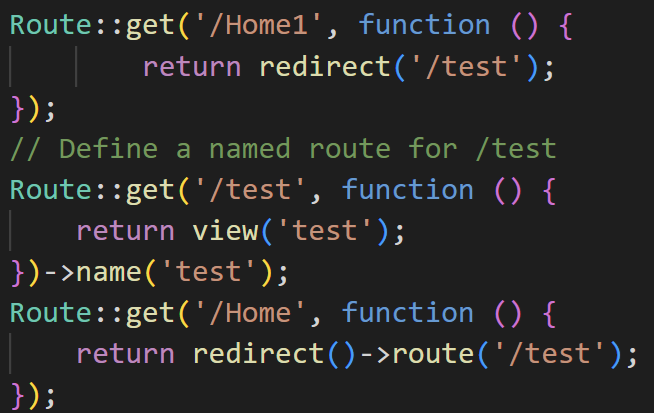 Route::get('/Home1', function () {
        return redirect('/test');
});
// Define a named route for /test
Route::get('/test', function () {
    return view('test');
})->name('test');
Route::get('/Home', function () {
    return redirect()->route('/test');
});